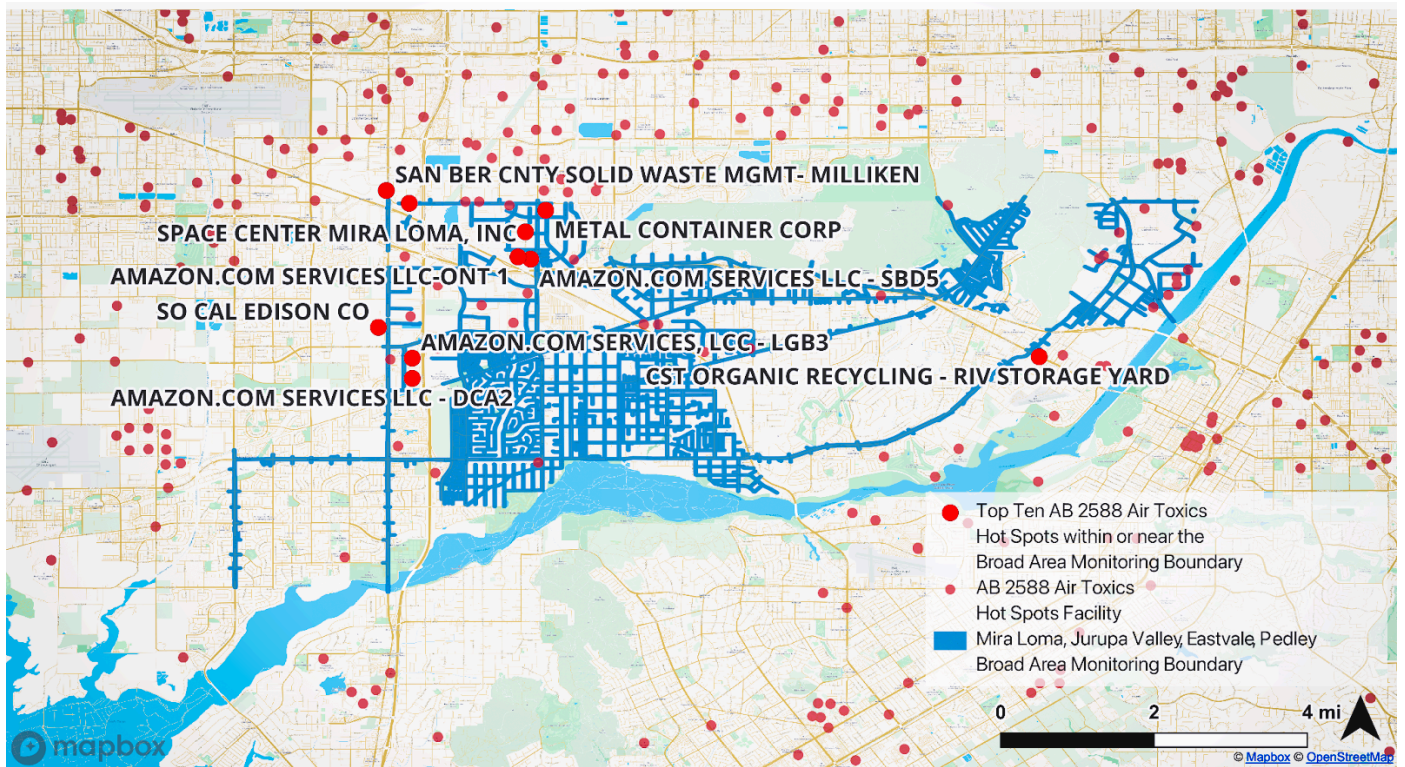 SAN BER CNTY SOLID WASTE MGMT- MILLIKEN
SPACE CENTER MIRA LOMA, INC
METAL CONTAINER CORP
AMAZON.COM SERVICES LLC-ONT 1
AMAZON.COM SERVICES LLC - SBD5
SO CAL EDISON CO
AMAZON.COM SERVICES, LCC - LGB3
CST ORGANIC RECYCLING - RIV STORAGE YARD
AMAZON.COM SERVICES LLC - DCA2
Top Ten AB 2588 Air Toxics
Hot Spots within or near the
Broad Area Monitoring Boundary
AB 2588 Air Toxics
Hot Spots Facility
Mira Loma, Jurupa Valley, Eastvale, Pedley
Broad Area Monitoring Boundary
0 2 4 mi
mapbox
© Mapbox © OpenStreetMap